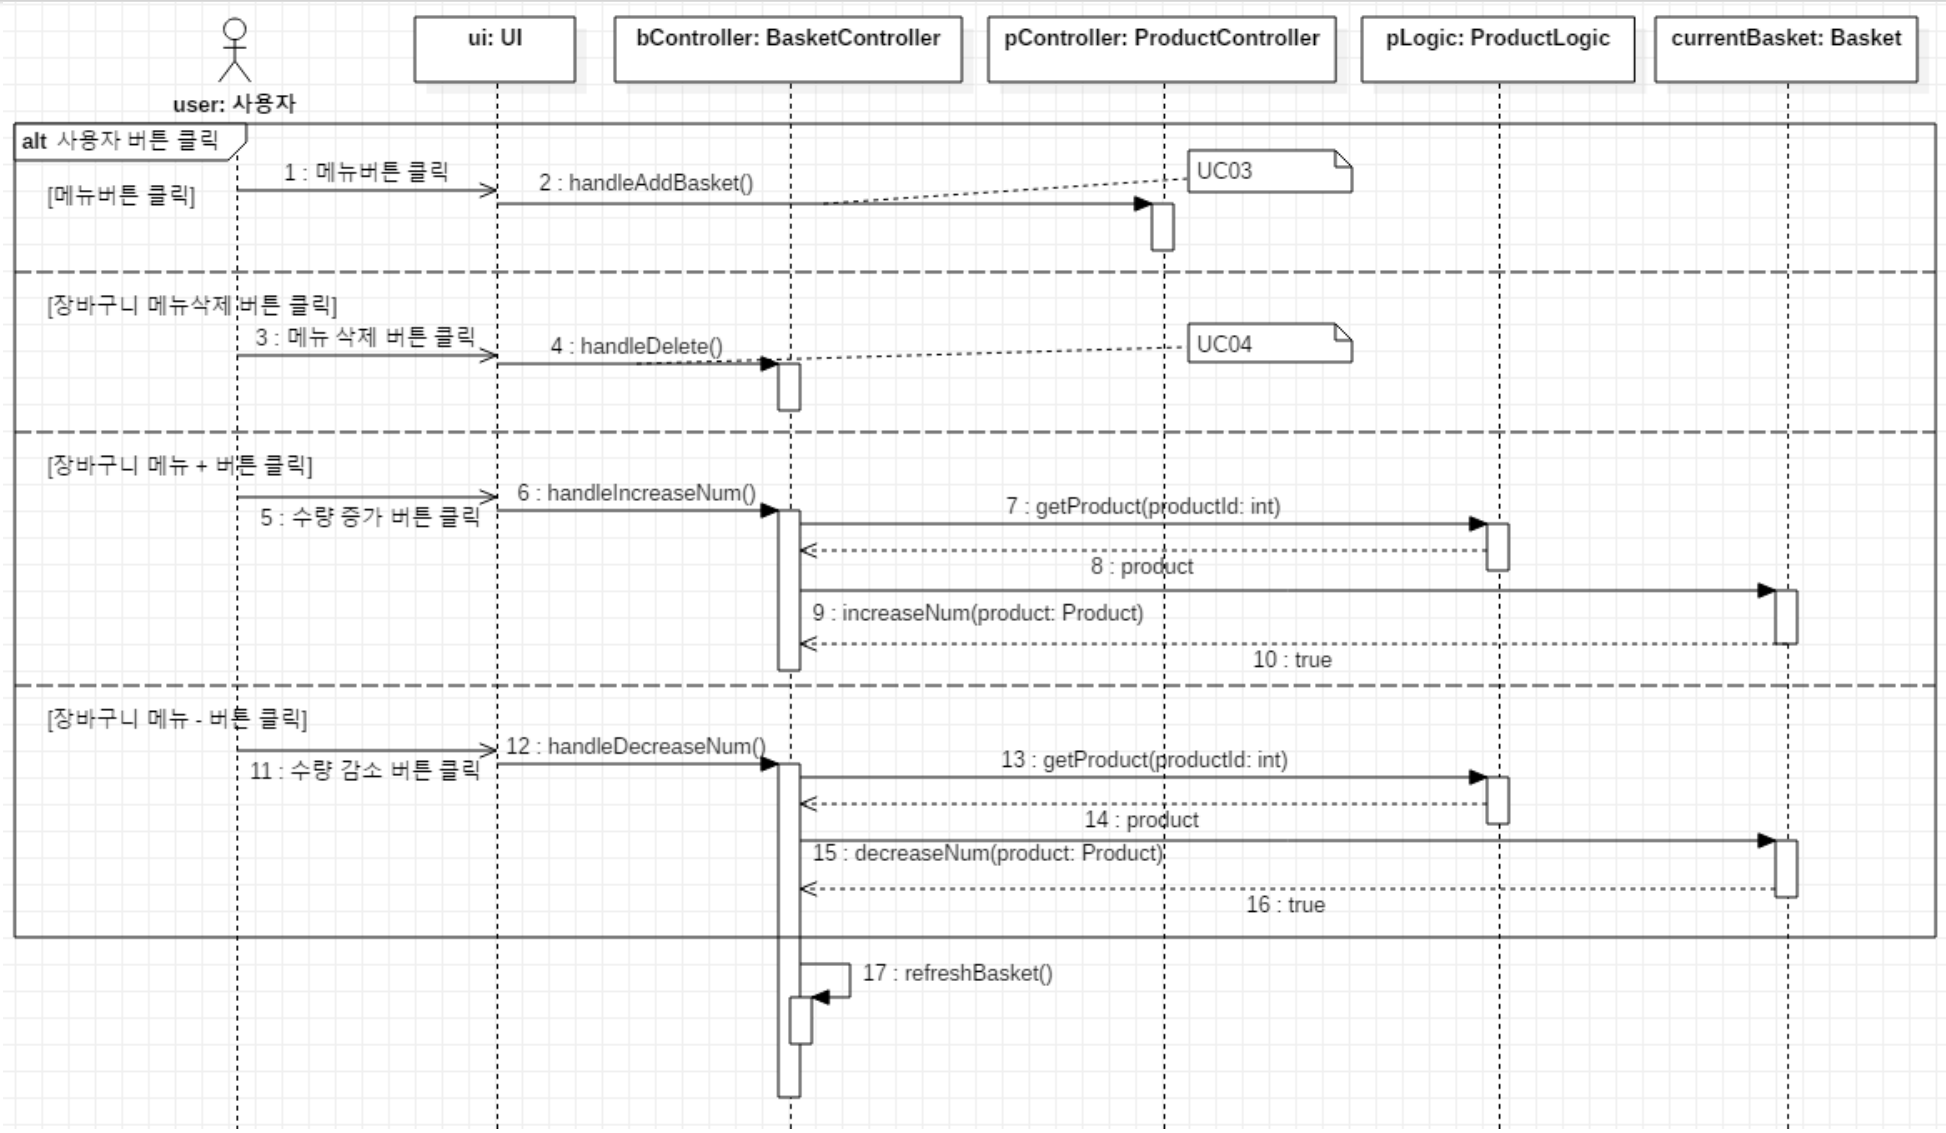 ui: UI
bController: BasketController
pController: ProductController
pLogic: ProductLogic
currentBasket: Basket
user: 사용자
alt 사용자 버튼 클릭
[메뉴버튼 클릭]
1 : 메뉴버튼 클릭
2 : handleAddBasket()
UC03
[장바구니 메뉴삭제 버튼 클릭]
3 : 메뉴 삭제 버튼 클릭
4 : handleDelete()
UC04
[장바구니 메뉴 + 버튼 클릭]
5 : 수량 증가 버튼 클릭
6 : handleIncreaseNum()
7 : getProduct(productId: int)
8 : product
9 : increaseNum(product: Product)
10 : true
[장바구니 메뉴 - 버튼 클릭]
11 : 수량 감소 버튼 클릭
12 : handleDecreaseNum()
13 : getProduct(productId: int)
14 : product
15 : decreaseNum(product: Product)
16 : true
17 : refreshBasket()